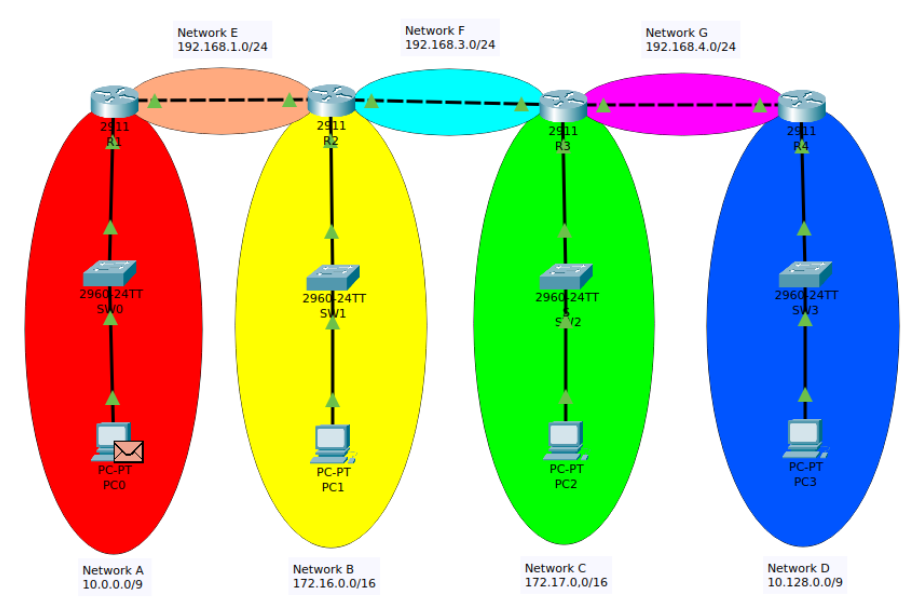 Network E
192.168.1.0/24
Network F
192.168.3.0/24
Network G
192.168.4.0/24
2911
R1
2911
R2
2911
R3
2911
R4
2960-24TT
SW0
2960-24TT
SW1
2960-24TT
S
SW2
2960-24TT
SW3
PC-PT
PC0
PC-PT
PC1
PC-PT
PC2
PC-PT
PC3
Network A
10.0.0.0/9
Network B
172.16.0.0/16
Network C
172.17.0,0/16
Network D
10.128.0.0/9